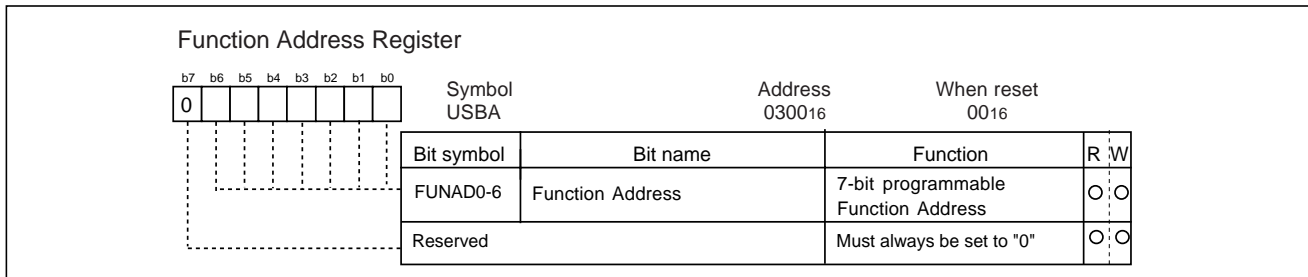 Function Address Register
b7 b6 b5 b4 b3 b2 b1 b0
0
Symbol Address When reset
USBA 030016 0016
Bit symbol Bit name Function R W
FUNAD0-6 Function Address 7-bit programmable Function Address O O
Reserved Must always be set to "0" O O